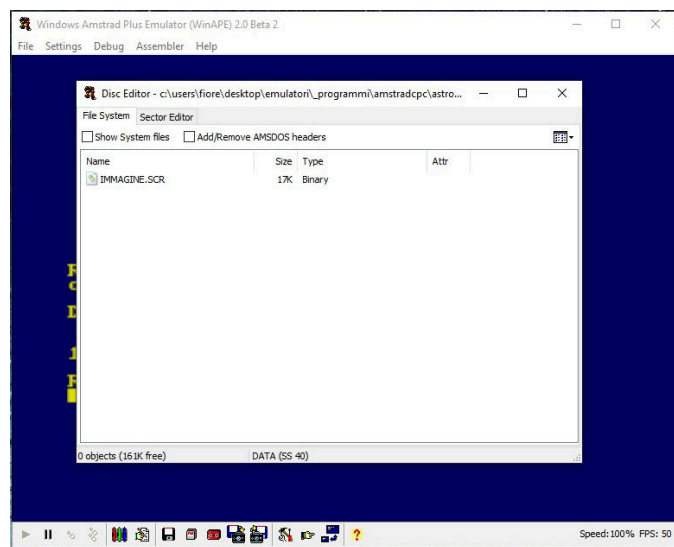 Windows Amstrad Plus Emulator (WinAPE) 2.0 Beta 2
File Settings Debug Assembler Help
Disc Editor - c:\users\fiore\desktop\emulatori\_programmi\amstradcpc\astro...
File System Sector Editor
Show System files Add/Remove AMSDOS headers
Name Size Type Attr
IMMAGINE.SCR 17K Binary
R
D
1
R
0 objects (161K free) DATA (SS 40)
Speed:100% FPS: 50